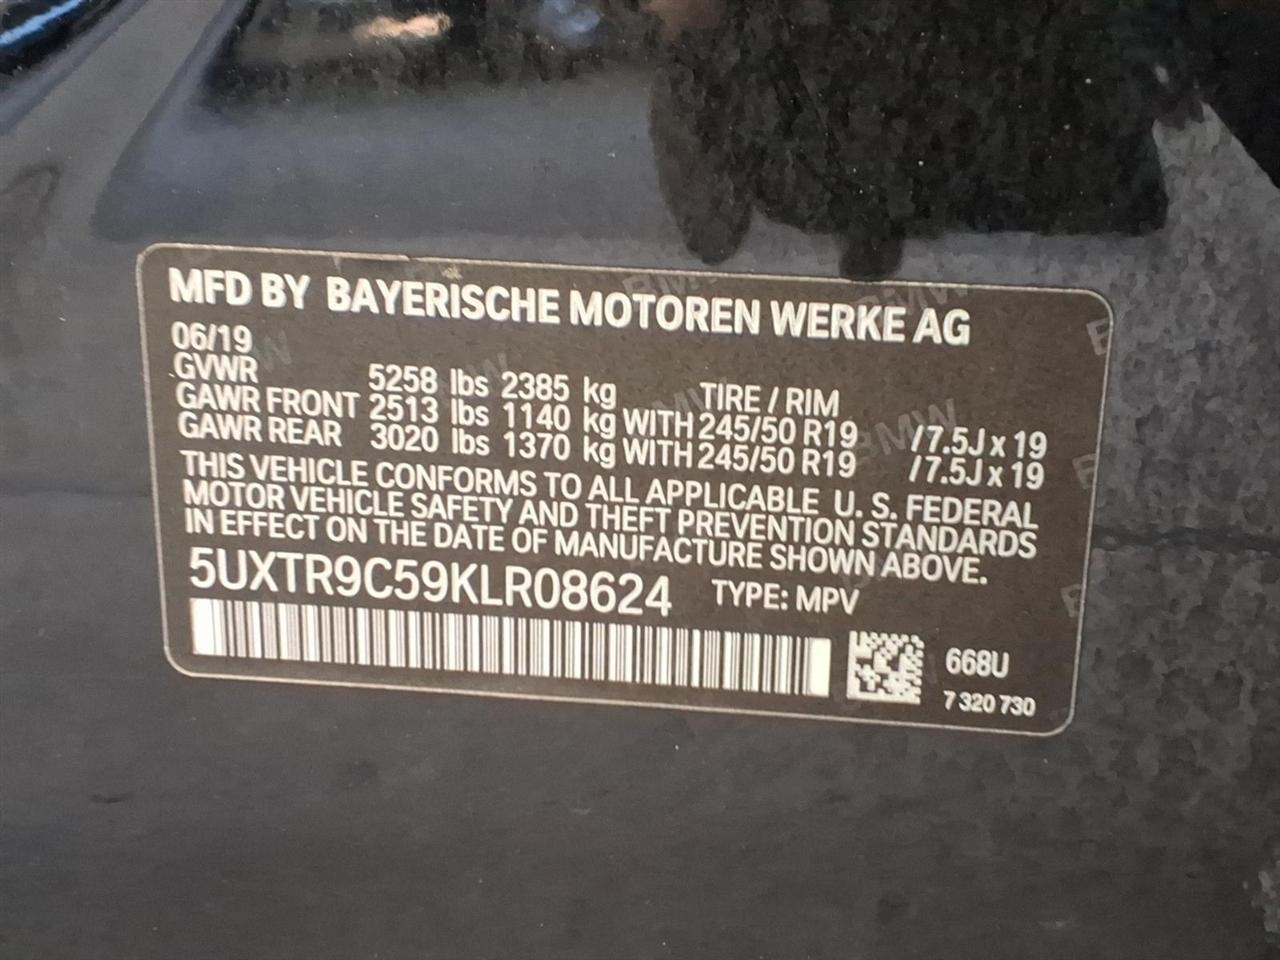 MFD BY BAYERISCHE MOTOREN WERKE AG
06/19
GVWR 5258 lbs 2385 kg TIRE / RIM
GAWR FRONT 2513 lbs 1140 kg WITH 245/50 R19 / 7.5J x 19
GAWR REAR 3020 lbs 1370 kg WITH 245/50 R19 / 7.5J x 19
THIS VEHICLE CONFORMS TO ALL APPLICABLE U. S. FEDERAL
MOTOR VEHICLE SAFETY AND THEFT PREVENTION STANDARDS
IN EFFECT ON THE DATE OF MANUFACTURE SHOWN ABOVE.
5UXTR9C59KLR08624 TYPE: MPV
668U
7 320 730